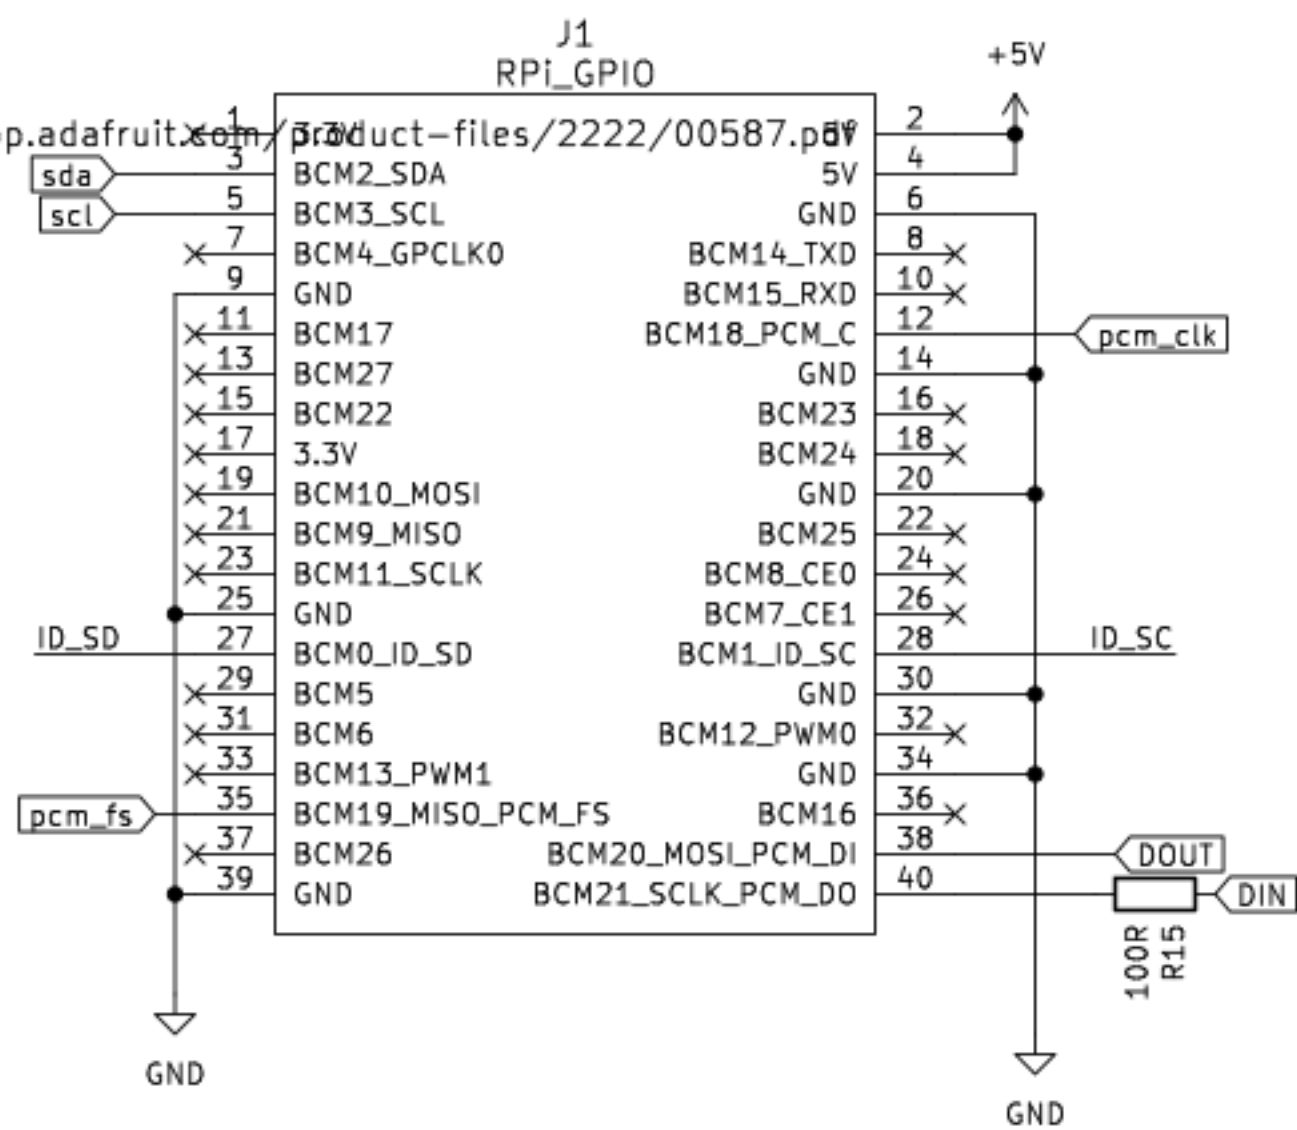 J1
RPi_GPIO
+5V
p.adafruit.com/product-files/2222/00587.pdf
1 3.3V 5V 2
sda 3 BCM2_SDA 5V 4
scl 5 BCM3_SCL GND 6
7 BCM4_GPCLK0 BCM14_TXD 8
9 GND BCM15_RXD 10
11 BCM17 BCM18_PCM_C 12 pcm_clk
13 BCM27 GND 14
15 BCM22 BCM23 16
17 3.3V BCM24 18
19 BCM10_MOSI GND 20
21 BCM9_MISO BCM25 22
23 BCM11_SCLK BCM8_CE0 24
25 GND BCM7_CE1 26
ID_SD 27 BCM0_ID_SD BCM1_ID_SC 28 ID_SC
29 BCM5 GND 30
31 BCM6 BCM12_PWM0 32
33 BCM13_PWM1 GND 34
pcm_fs 35 BCM19_MISO_PCM_FS BCM16 36
37 BCM26 BCM20_MOSI_PCM_DI 38 DOUT
39 GND BCM21_SCLK_PCM_DO 40 DIN
100R
R15
GND
GND